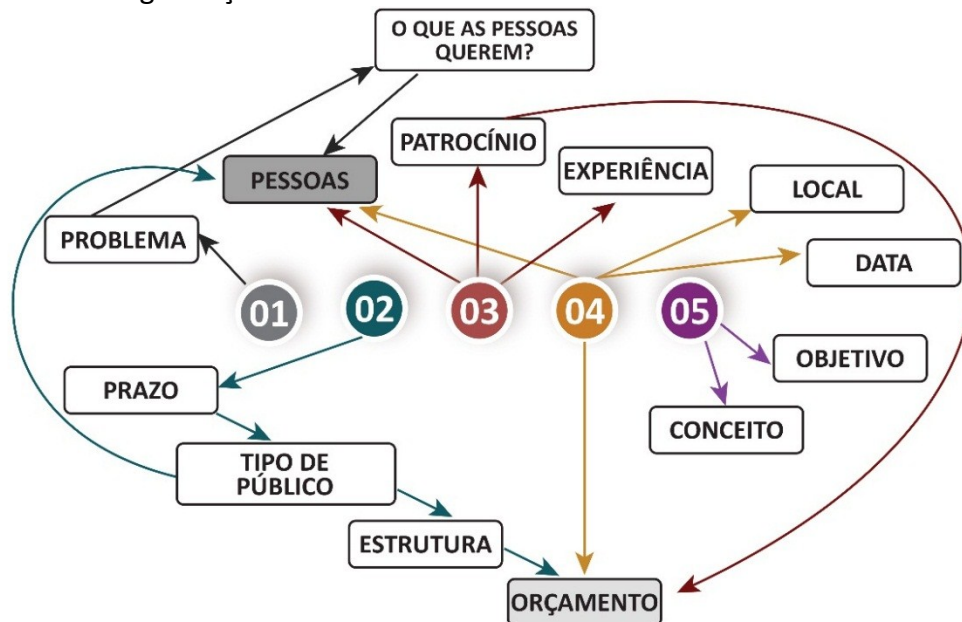 O QUE AS PESSOAS
QUEREM?
PATROCÍNIO
EXPERIÊNCIA
PESSOAS
LOCAL
PROBLEMA
DATA
01
02
03
04
05
OBJETIVO
PRAZO
CONCEITO
TIPO DE
PÚBLICO
ESTRUTURA
ORÇAMENTO